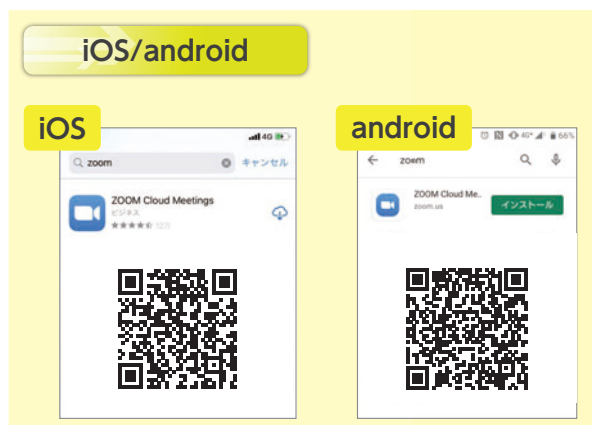 iOS/android
iOS
4G
zoom
キャンセル
ZOOM Cloud Meetings
ビジネス
android
4G+ 66%
zoom
ZOOM Cloud Me..
zoom.us
インストール